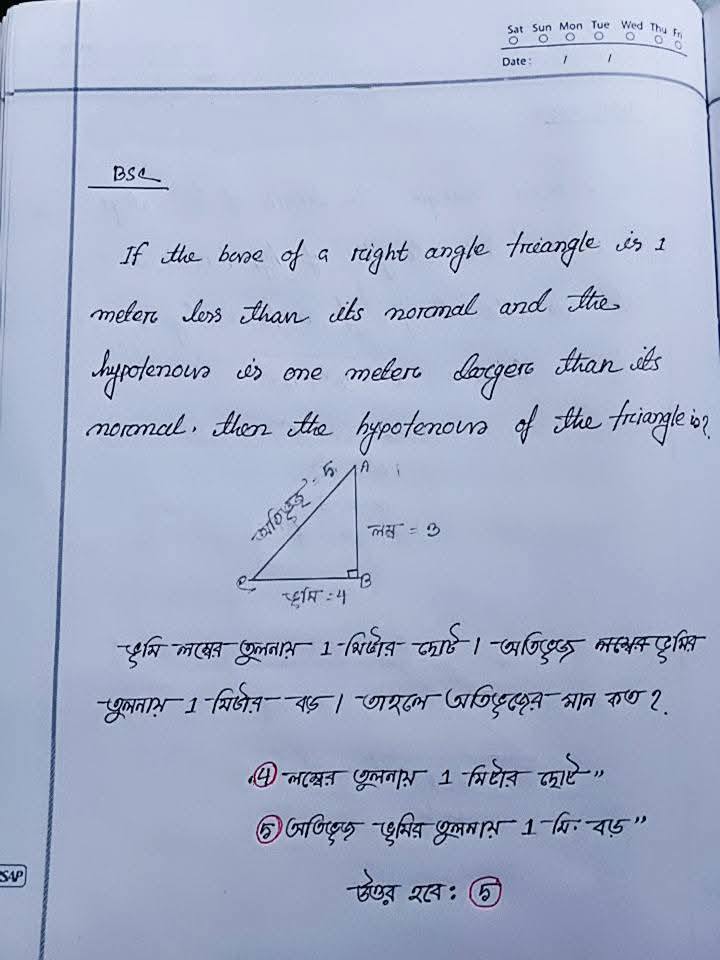 Sat Sun Mon Tue Wed Thu Fri
Date: / /
BSC
If the base of a right angle triangle is 1
meter less than its normal and the
hypotenous is one meter larger than its
normal. then the hypotenous of the triangle is?
A
অতিভুজ = 5
লম্ব = 3
C
B
ভূমি = 4
ভূমি লম্বের তুলনায় 1 মিটার ছোট। অতিভুজ লম্বের ভূমির
তুলনায় 1 মিটার বড়। তাহলে অতিভুজের মান কত?
4 লম্বের তুলনায় 1 মিটার ছোট"
5 অতিভুজ ভূমির তুলনায় 1 মি. বড়"
উত্তর হবে: 5
SAP